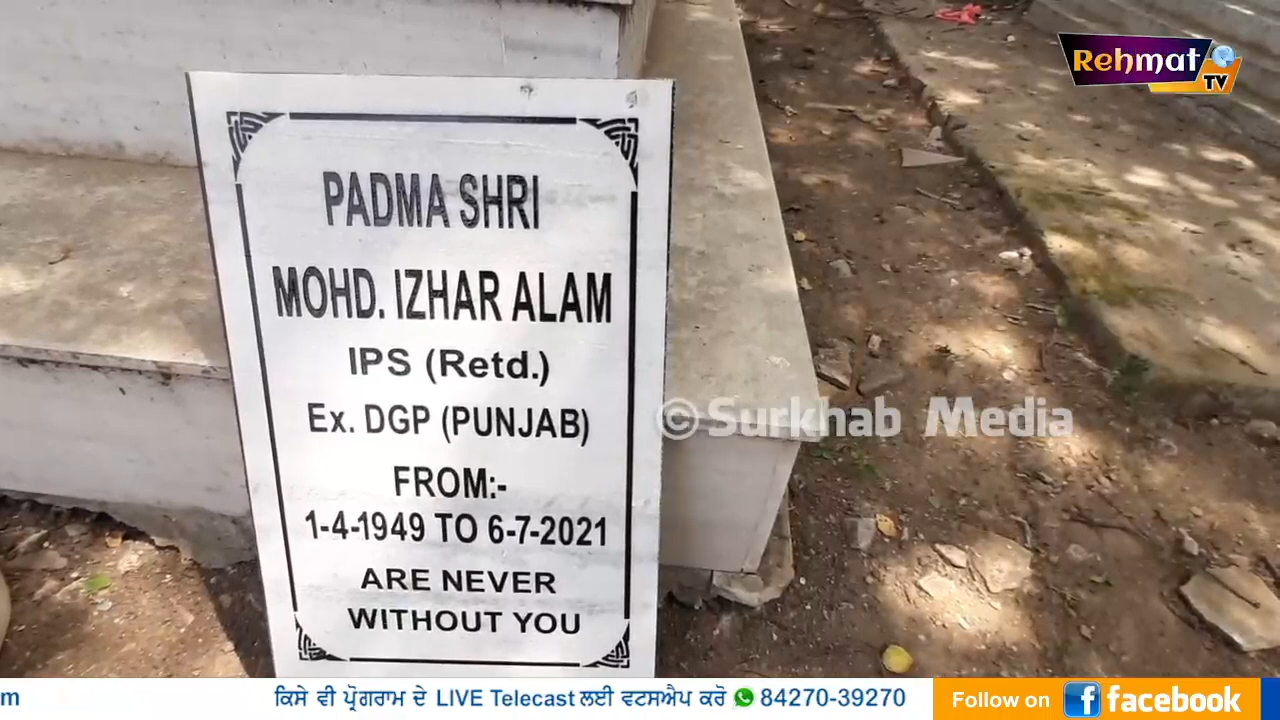 Rehmat
TV
PADMA SHRI
MOHD. IZHAR ALAM
IPS (Retd.)
Ex. DGP (PUNJAB)
©Surkhab Media
FROM:-
1-4-1949 TO 6-7-2021
ARE NEVER
WITHOUT YOU
m
ਕਿਸੇ ਵੀ ਪ੍ਰੋਗਰਾਮ ਦੇ LIVE Telecast ਲਈ ਵਟਸਐਪ ਕਰੋ 84270-39270
Follow on facebook